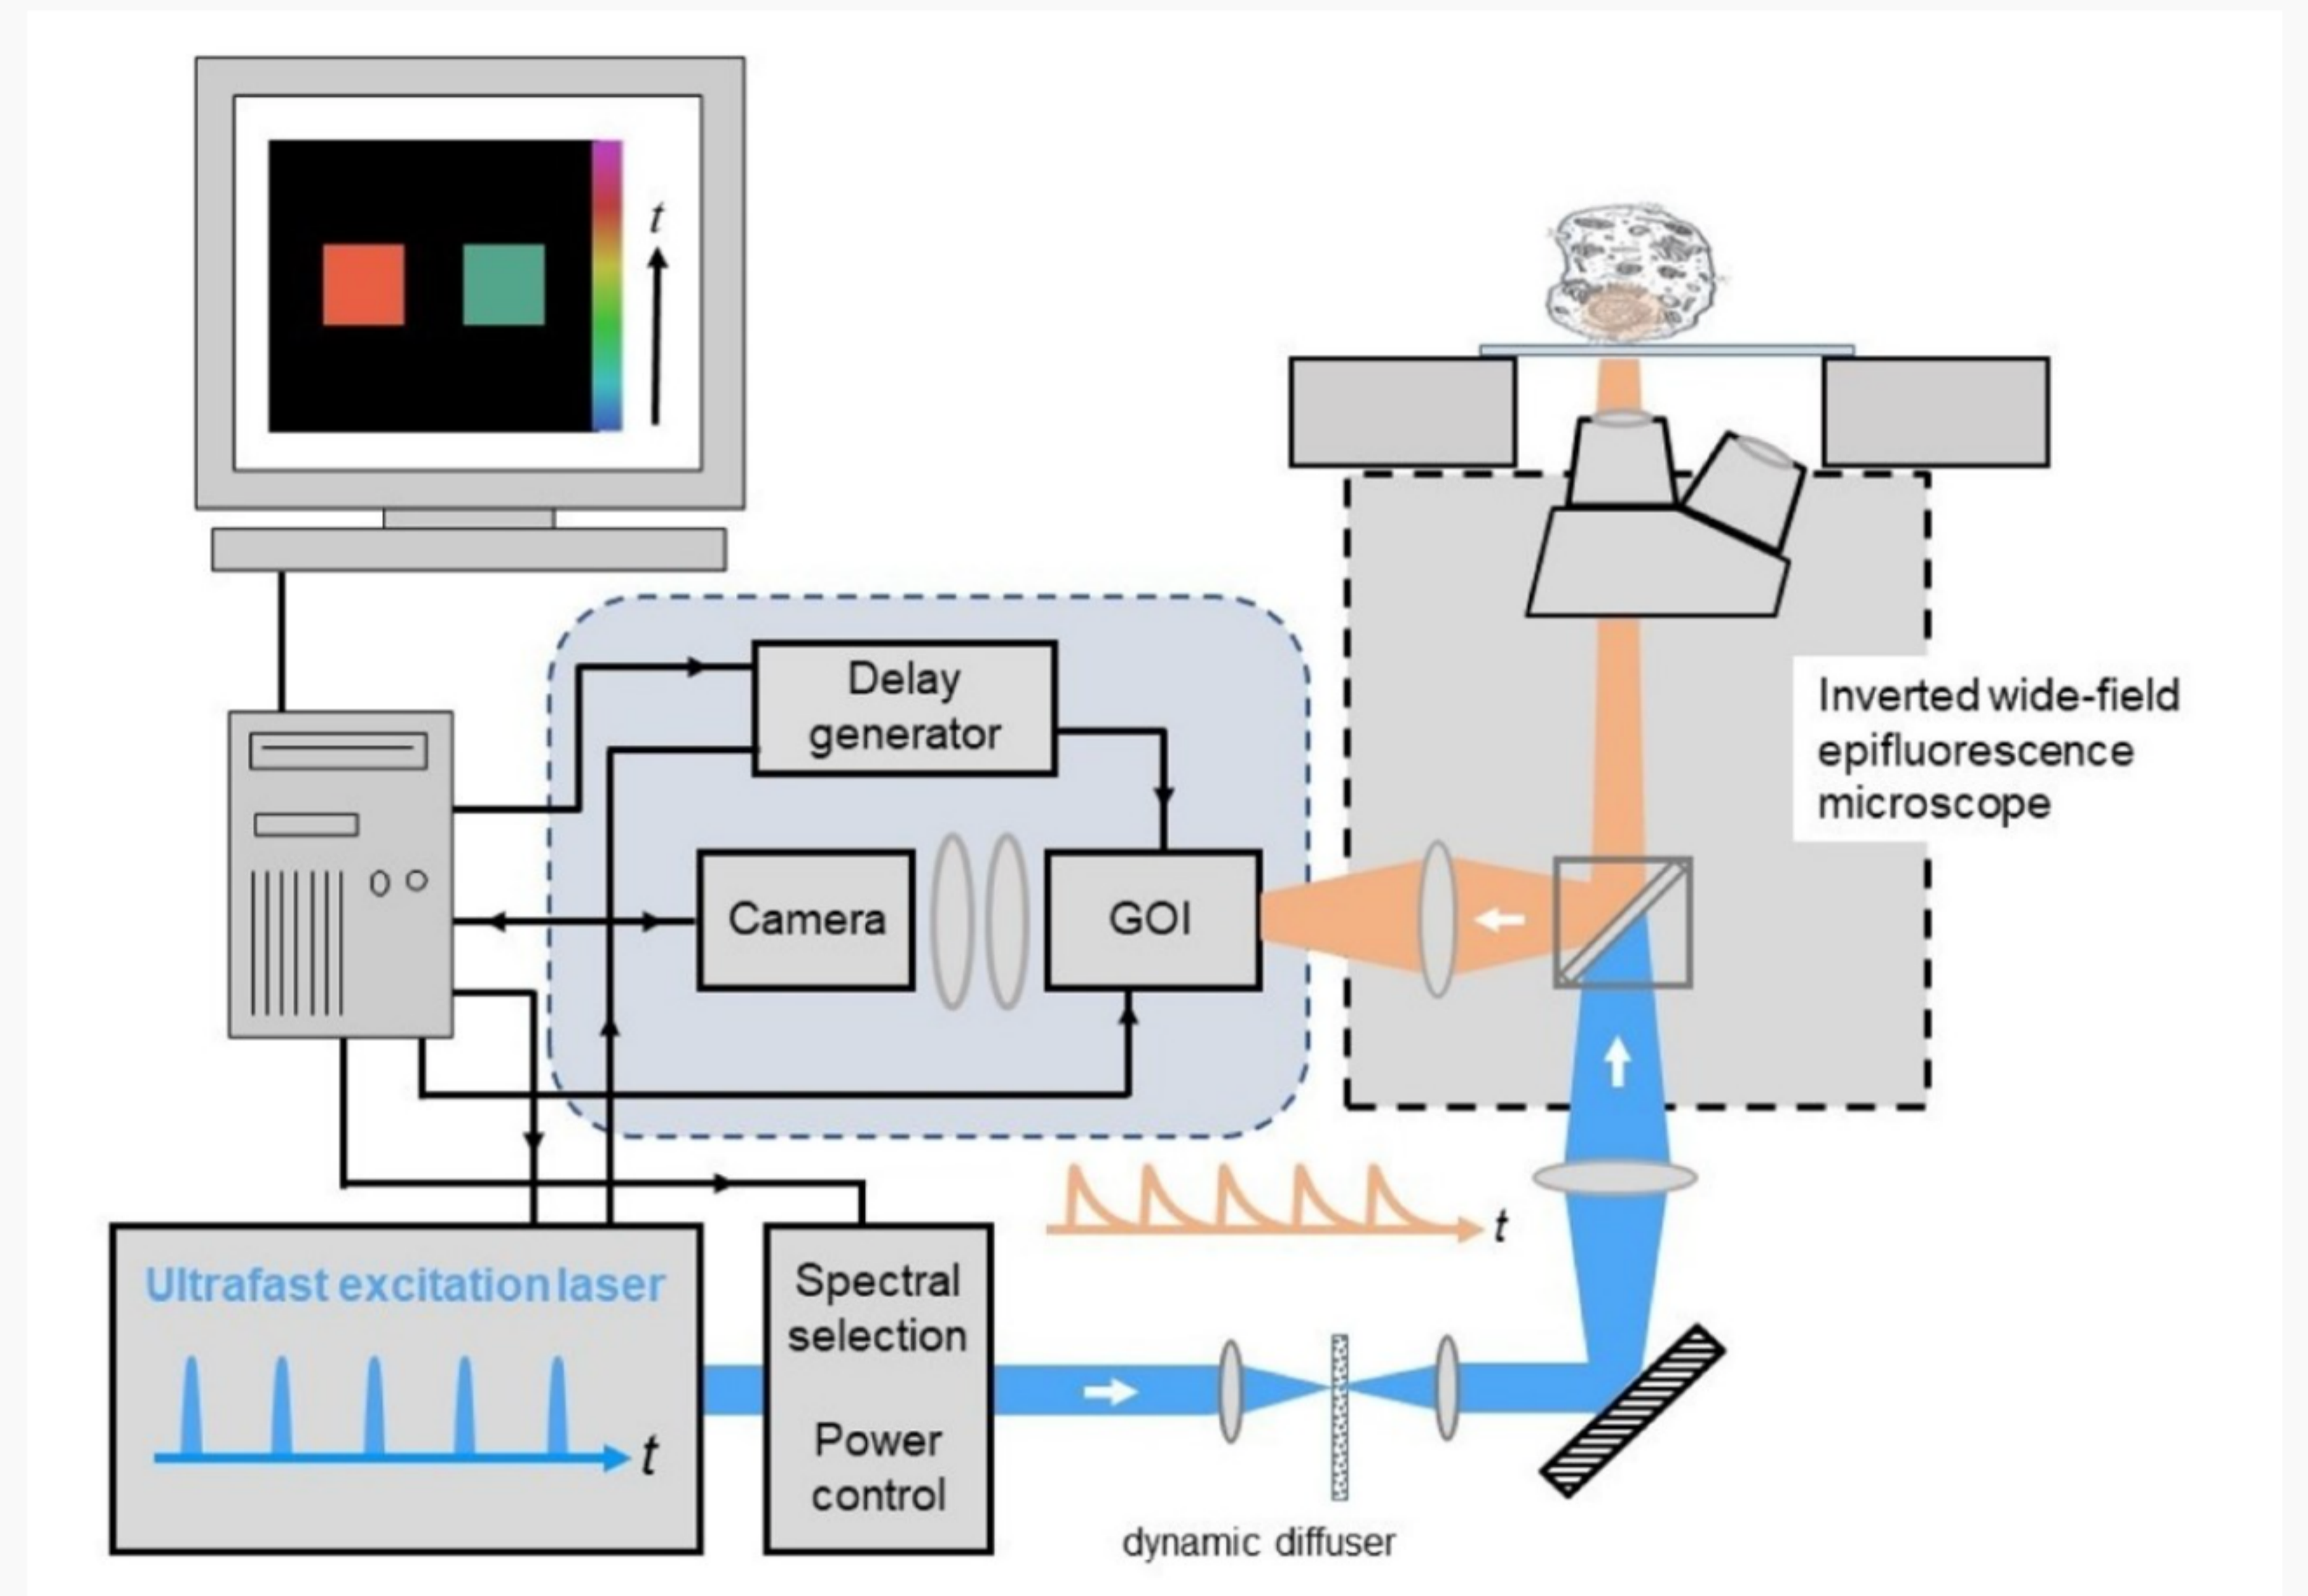 t
Delay
generator
Inverted wide-field
epifluorescence
microscope
Camera
GOI
t
Ultrafast excitation laser
t
Spectral
selection
Power
control
dynamic diffuser